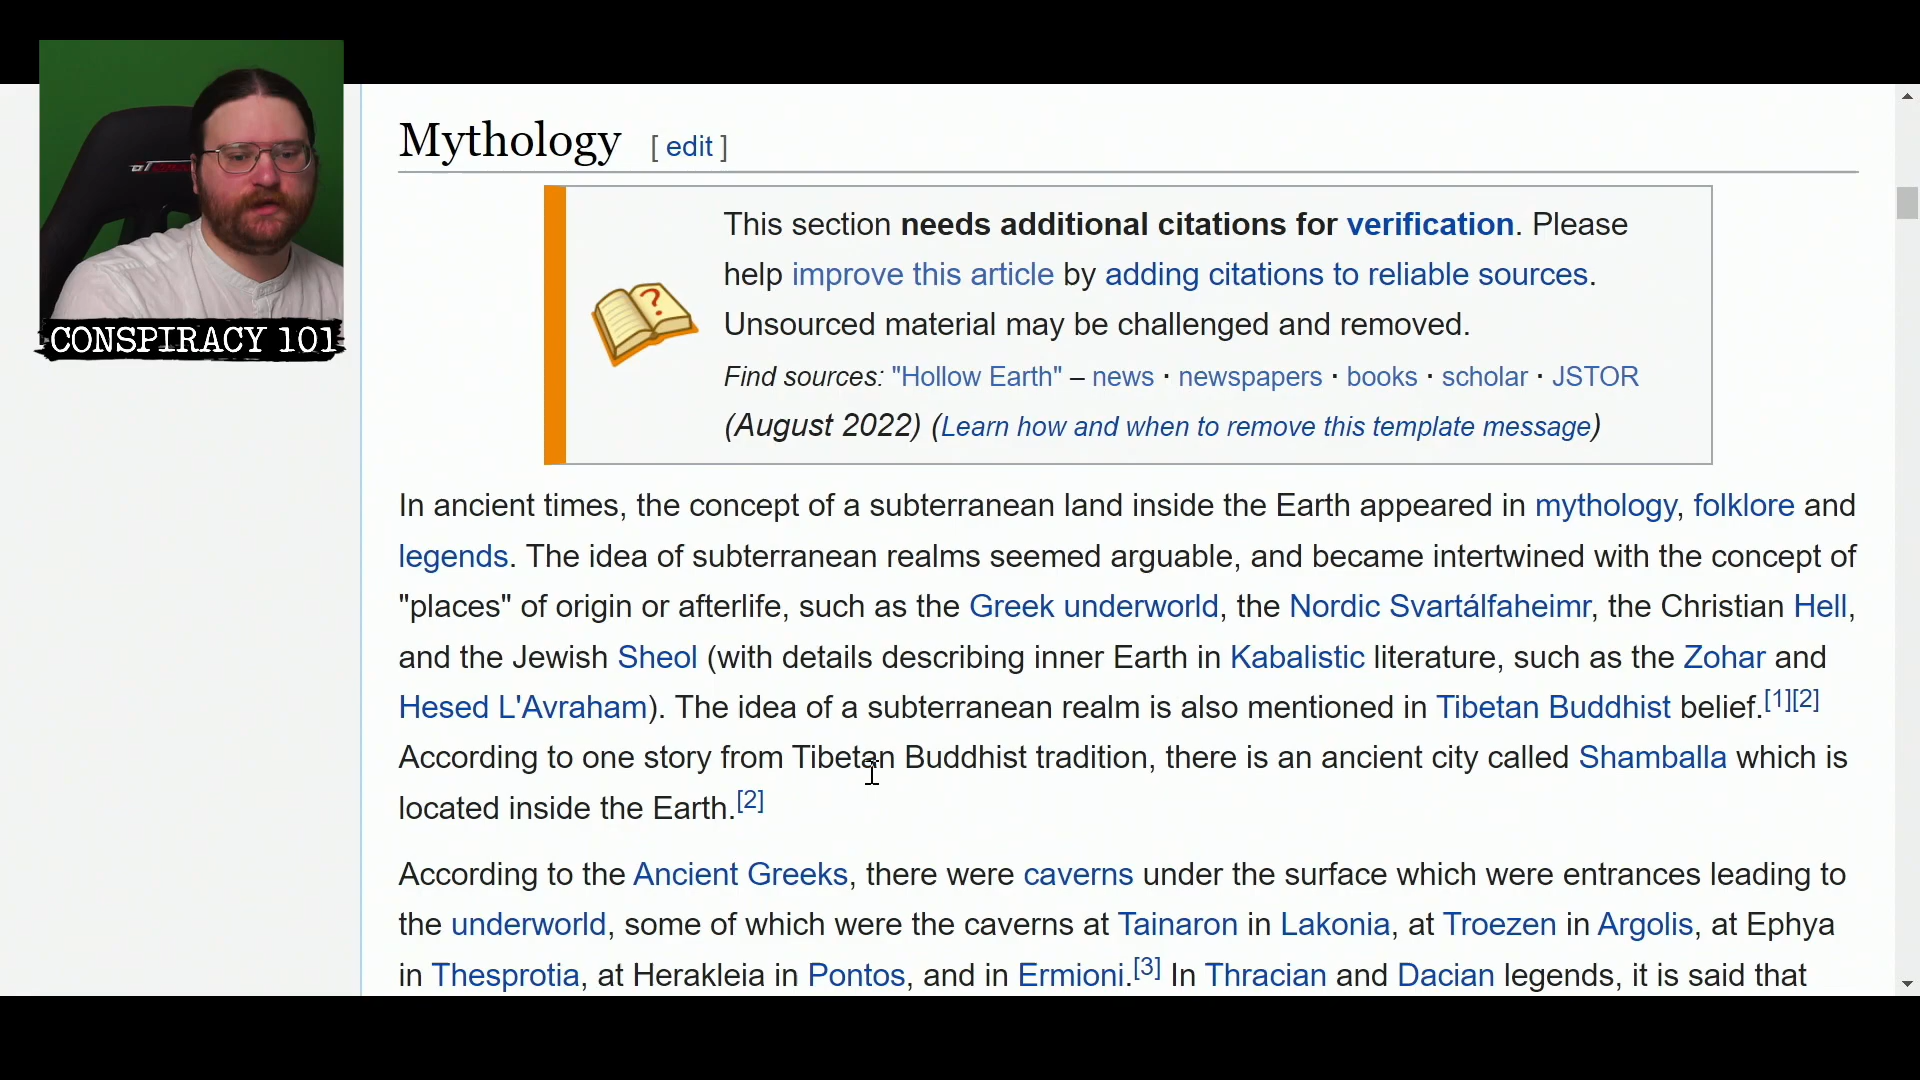 CONSPIRACY 101
Mythology [ edit ]
This section needs additional citations for verification. Please
help improve this article by adding citations to reliable sources.
Unsourced material may be challenged and removed.
Find sources: "Hollow Earth" – news · newspapers · books · scholar · JSTOR
(August 2022) (Learn how and when to remove this template message)
In ancient times, the concept of a subterranean land inside the Earth appeared in mythology, folklore and
legends. The idea of subterranean realms seemed arguable, and became intertwined with the concept of
"places" of origin or afterlife, such as the Greek underworld, the Nordic Svartálfaheimr, the Christian Hell,
and the Jewish Sheol (with details describing inner Earth in Kabalistic literature, such as the Zohar and
Hesed L'Avraham). The idea of a subterranean realm is also mentioned in Tibetan Buddhist belief.[1][2]
According to one story from Tibetan Buddhist tradition, there is an ancient city called Shamballa which is
located inside the Earth.[2]
According to the Ancient Greeks, there were caverns under the surface which were entrances leading to
the underworld, some of which were the caverns at Tainaron in Lakonia, at Troezen in Argolis, at Ephya
in Thesprotia, at Herakleia in Pontos, and in Ermioni.[3] In Thracian and Dacian legends, it is said that